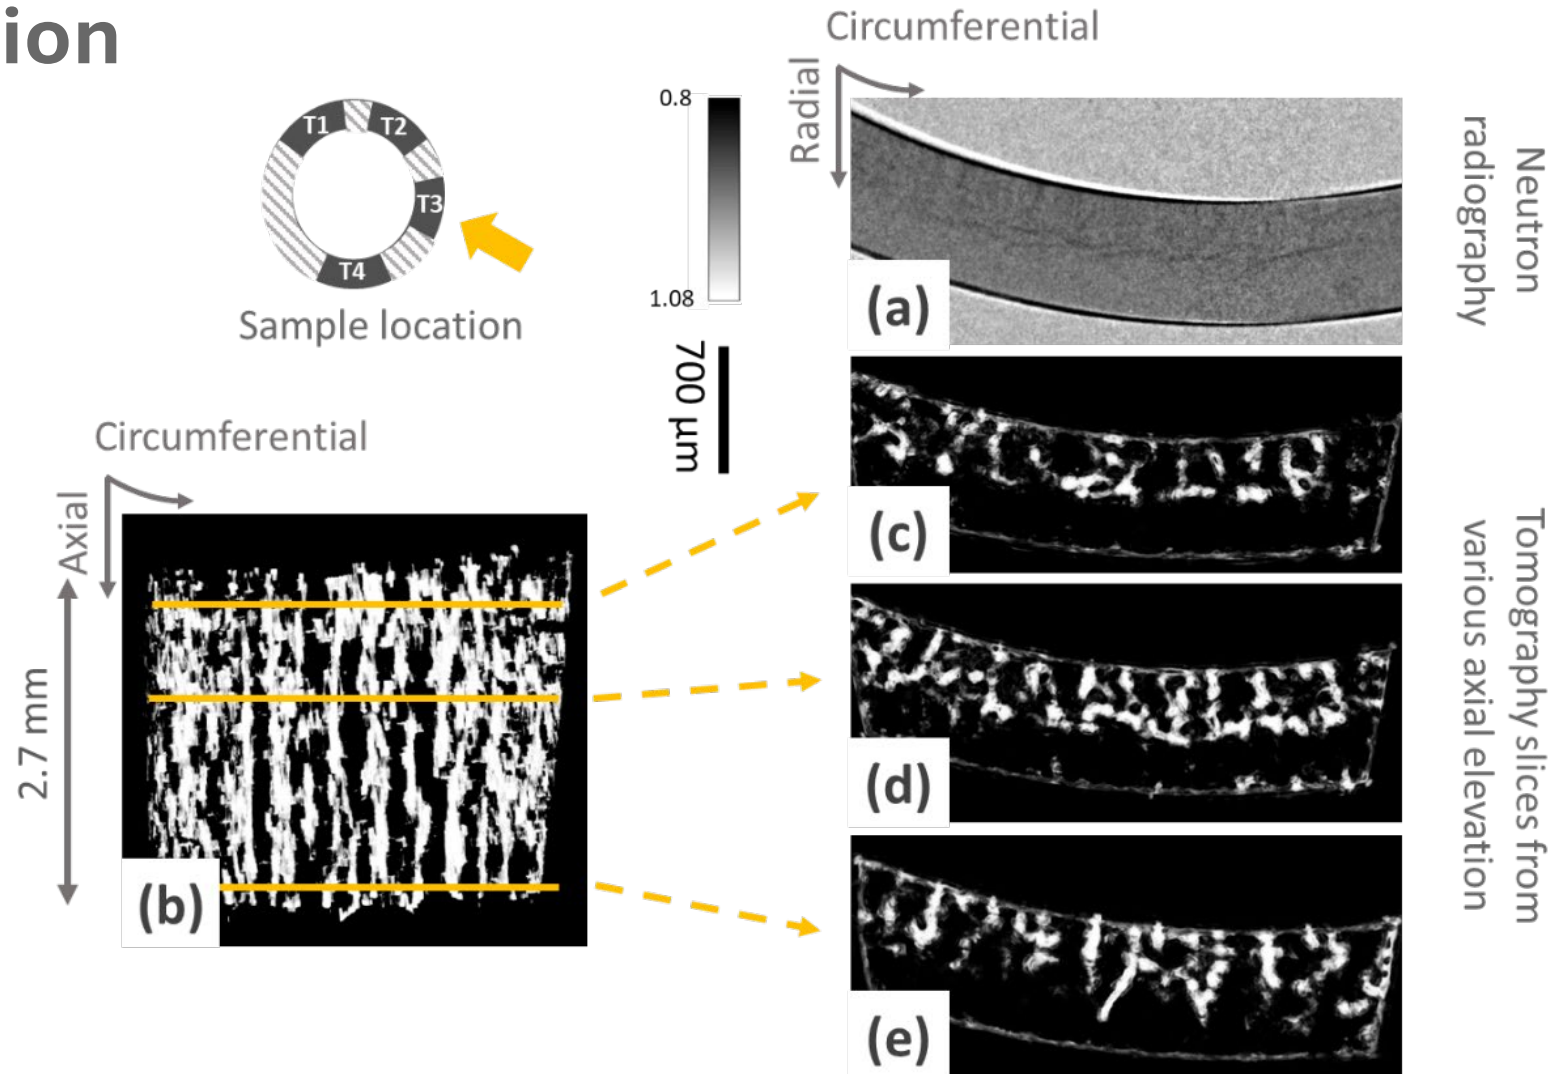 ion
T1
T2
T3
T4
Sample location
0.8
1.08
700 µm
Circumferential
Radial
(a)
Neutron
radiography
Circumferential
Axial
2.7 mm
(b)
(c)
(d)
(e)
Tomography slices from
various axial elevation